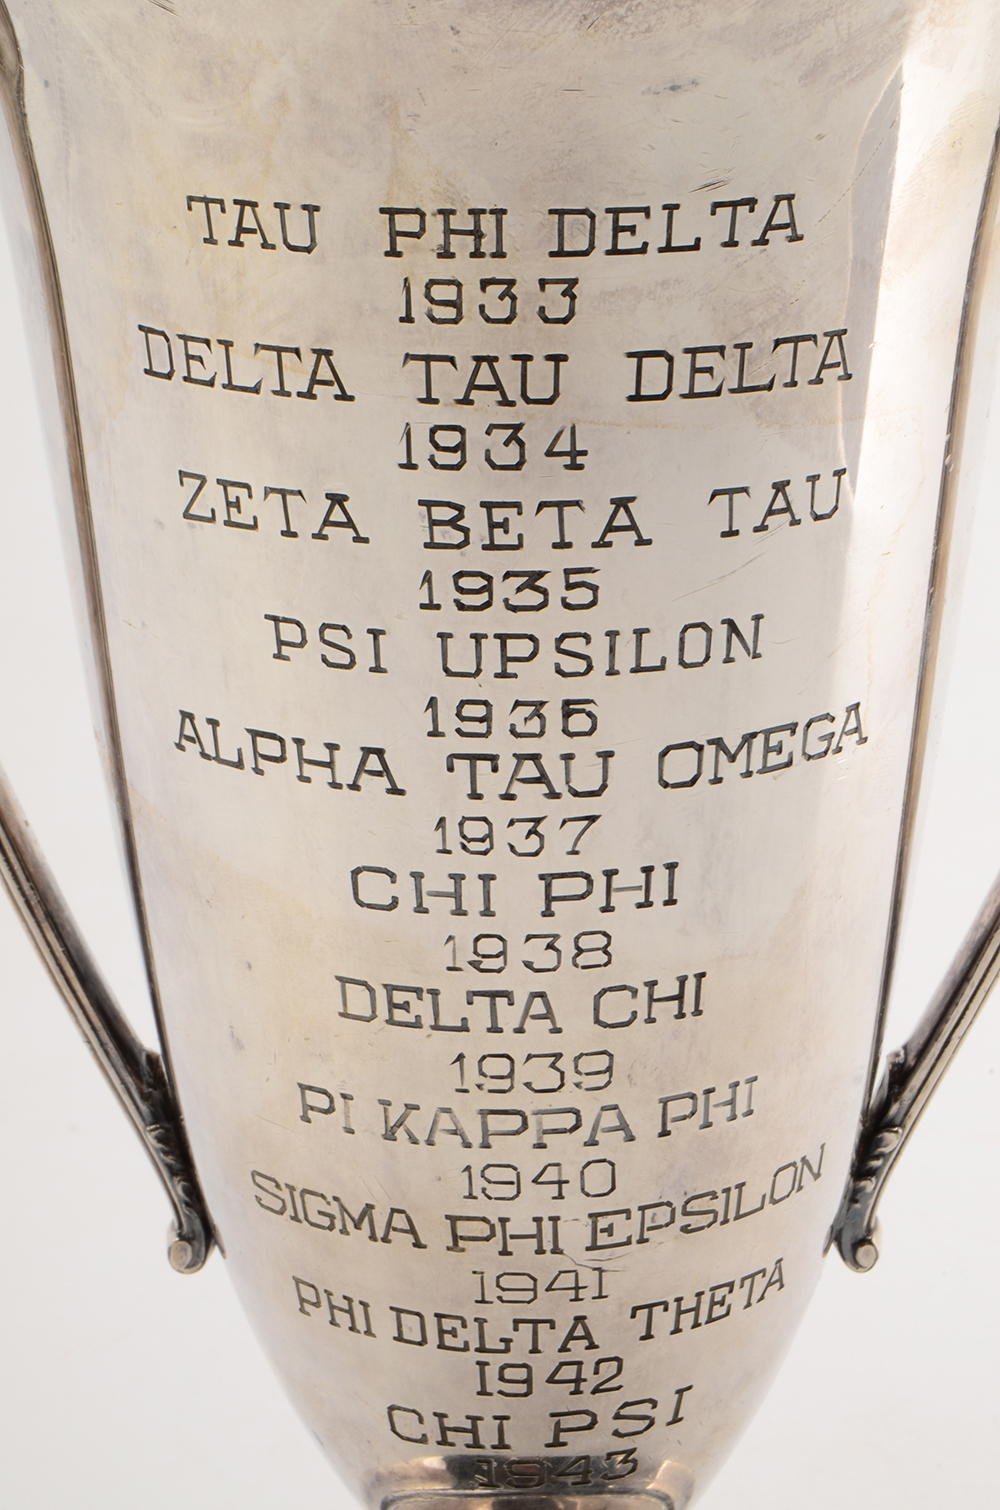 TAU PHI DELTA
1933
DELTA TAU DELTA
1934
ZETA BETA TAU
1935
PSI UPSILON
1936
ALPHA TAU OMEGA
1937
CHI PHI
1938
DELTA CHI
1939
PI KAPPA PHI
1940
SIGMA PHI EPSILON
1941
PHI DELTA THETA
1942
CHI PSI
1943